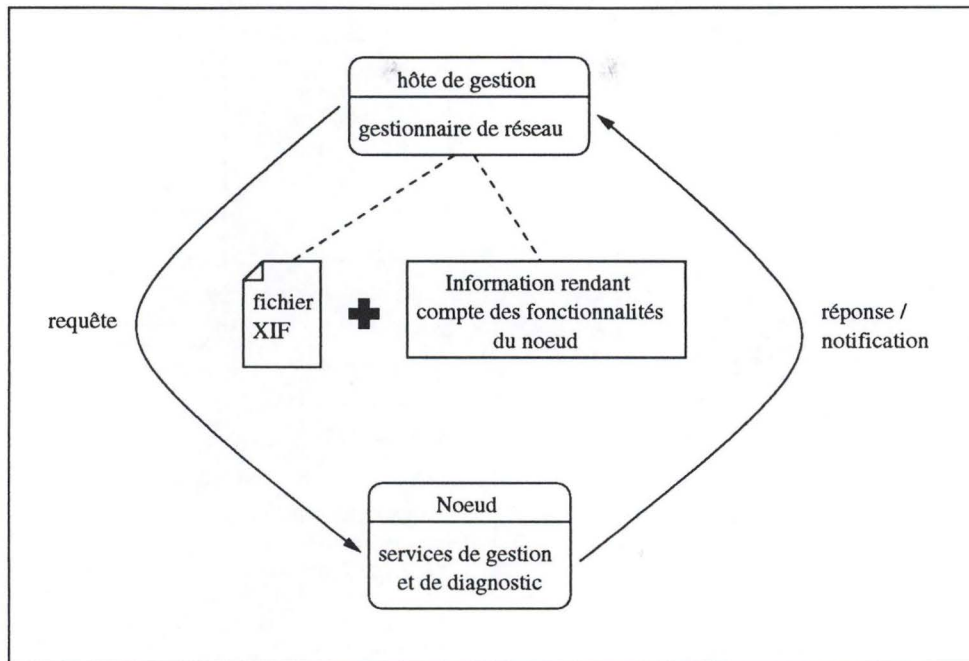 hôte de gestion
gestionnaire de réseau
fichier
XIF
Information rendant
compte des fonctionnalités
du noeud
requête
réponse /
notification
Noeud
services de gestion
et de diagnostic